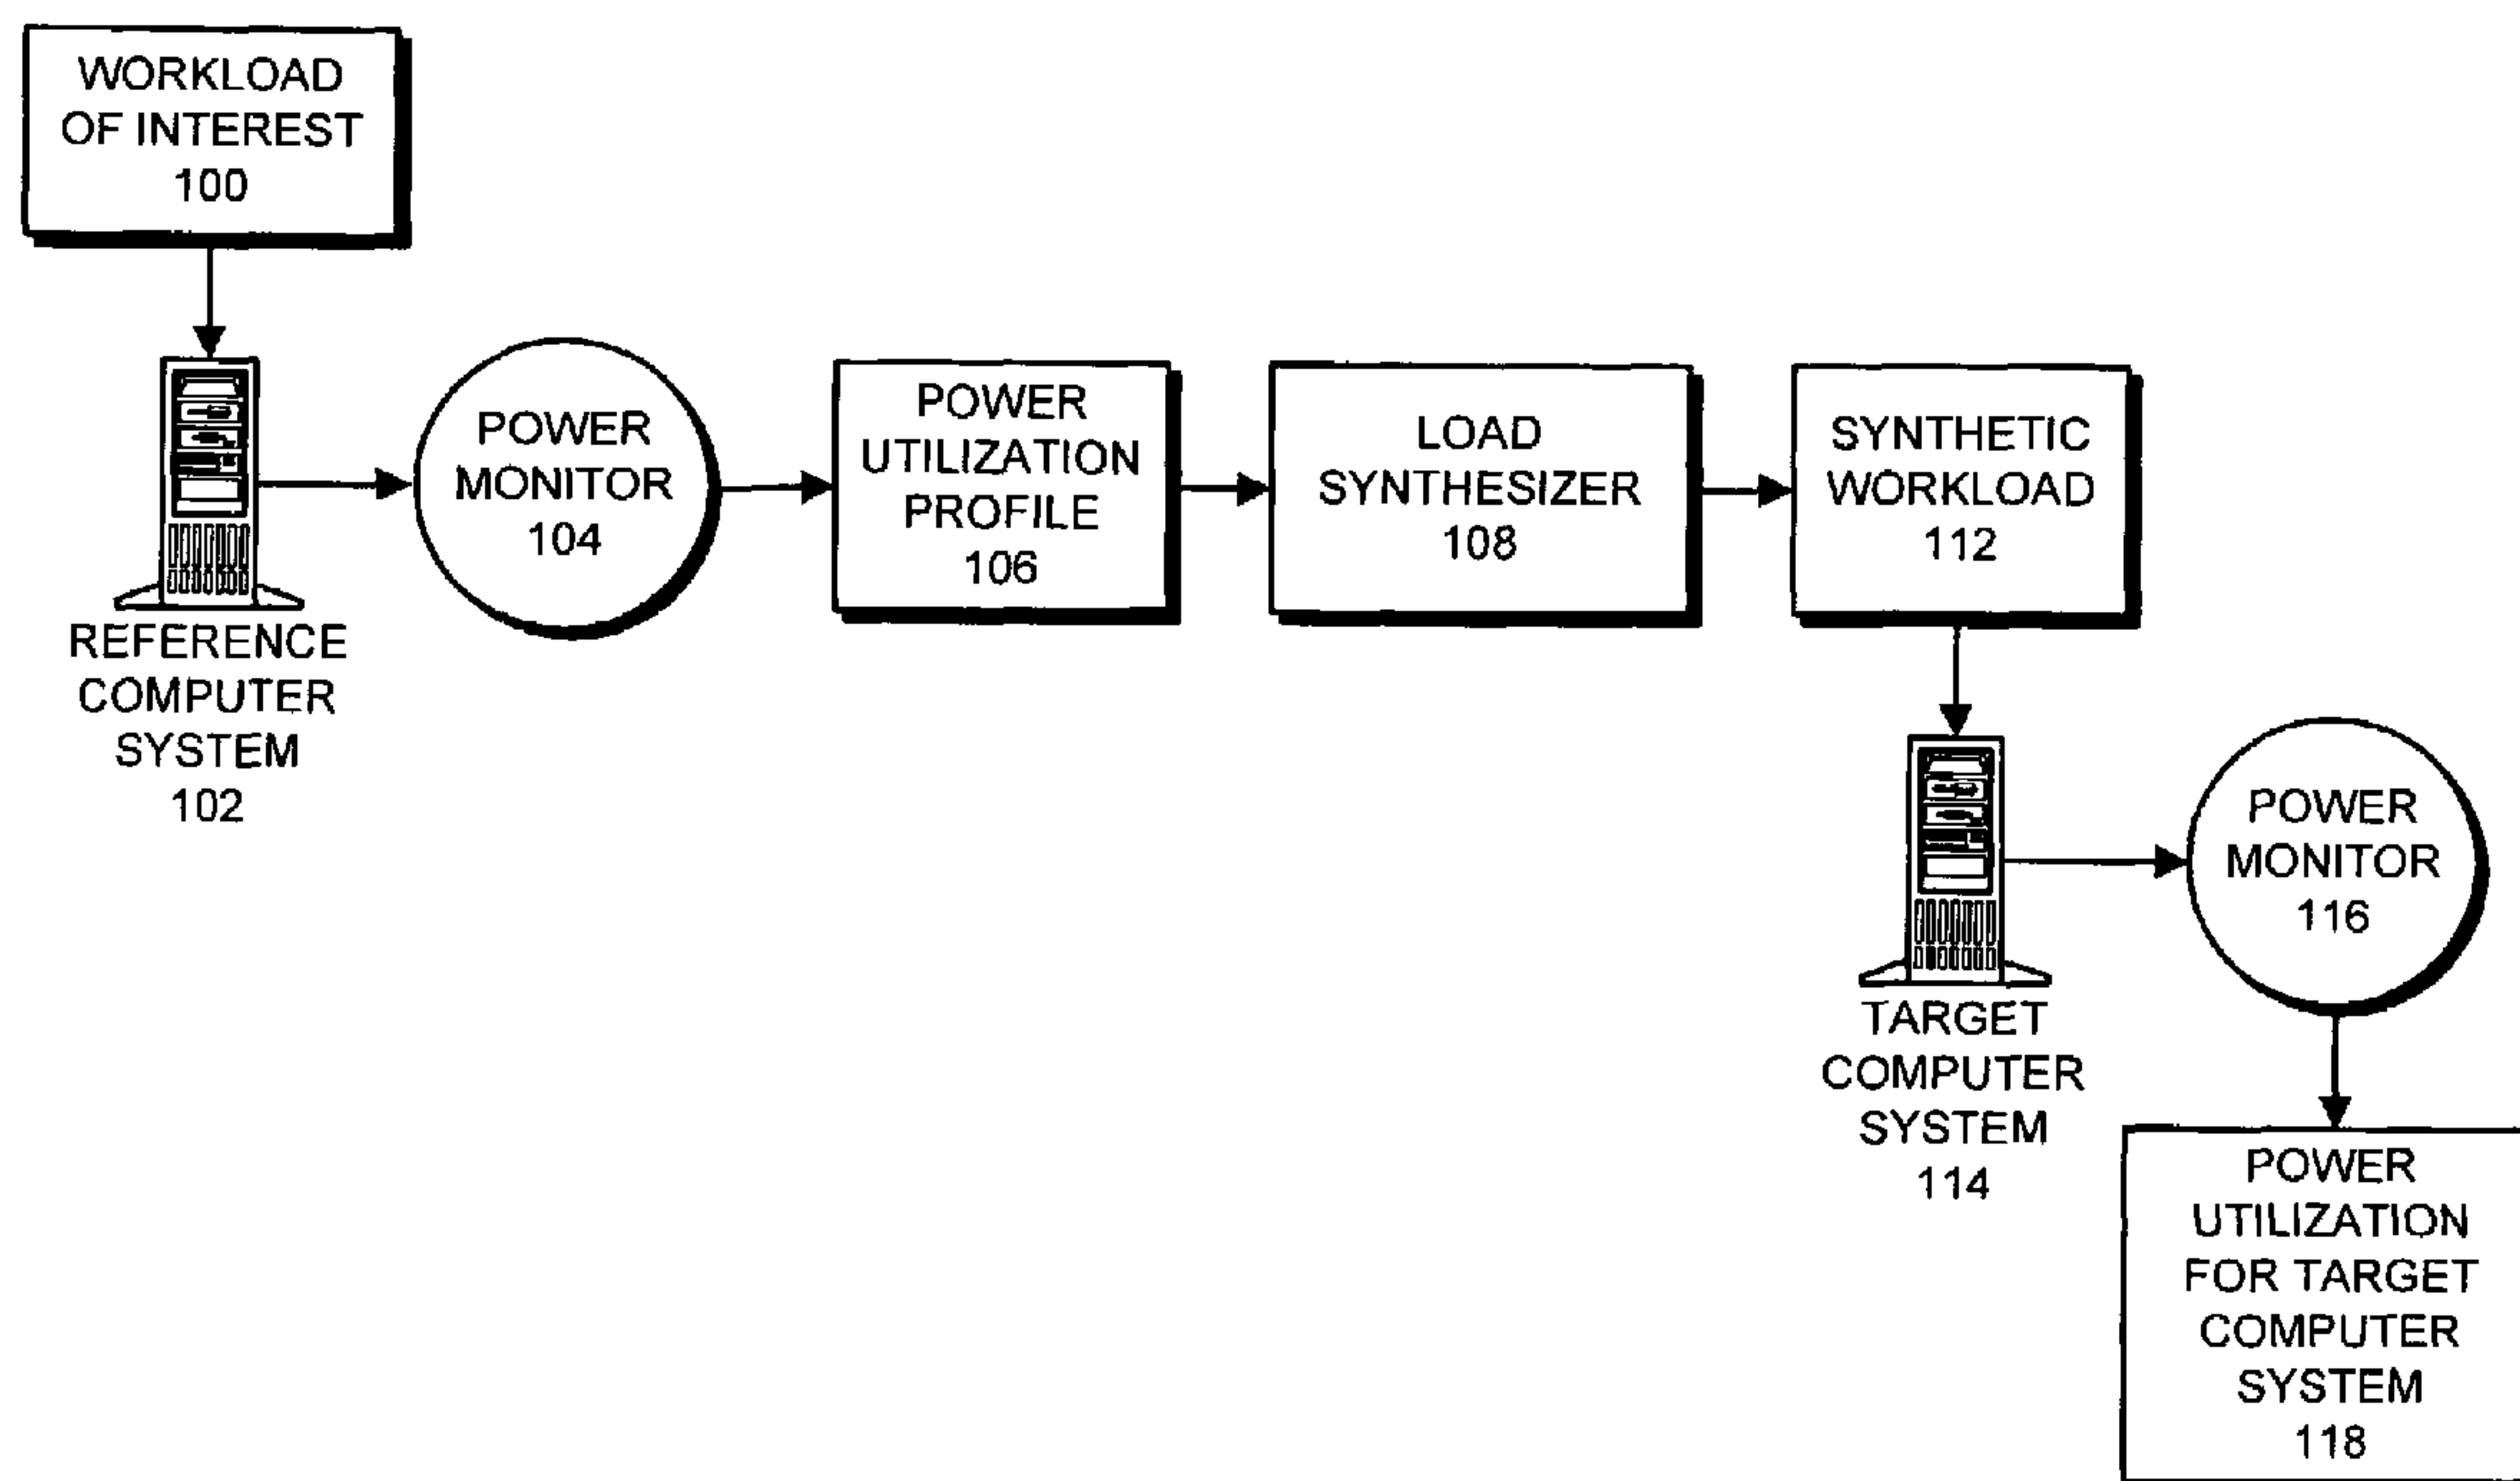 WORKLOAD
OF INTEREST
100
REFERENCE
COMPUTER
SYSTEM
102
POWER
MONITOR
104
POWER
UTILIZATION
PROFILE
106
LOAD
SYNTHESIZER
108
SYNTHETIC
WORKLOAD
112
TARGET
COMPUTER
SYSTEM
114
POWER
MONITOR
116
POWER
UTILIZATION
FOR TARGET
COMPUTER
SYSTEM
118